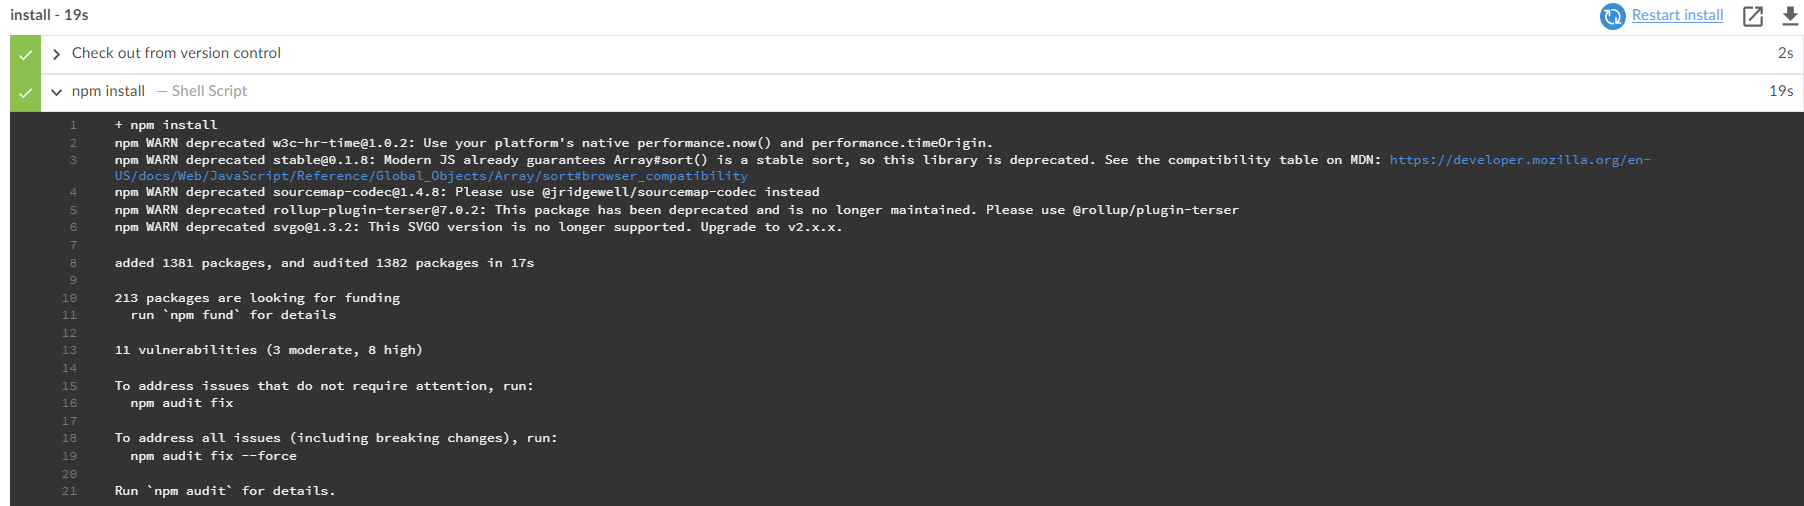 install - 19s
Restart install
Check out from version control
2s
npm install — Shell Script
19s
1 + npm install
2 npm WARN deprecated w3c-hr-time@1.0.2: Use your platform's native performance.now() and performance.timeOrigin.
3 npm WARN deprecated stable@0.1.8: Modern JS already guarantees Array#sort() is a stable sort, so this library is deprecated. See the compatibility table on MDN: https://developer.mozilla.org/en-
US/docs/Web/JavaScript/Reference/Global_Objects/Array/sort#browser_compatibility
4 npm WARN deprecated sourcemap-codec@1.4.8: Please use @jridgewell/sourcemap-codec instead
5 npm WARN deprecated rollup-plugin-terser@7.0.2: This package has been deprecated and is no longer maintained. Please use @rollup/plugin-terser
6 npm WARN deprecated svgo@1.3.2: This SVGO version is no longer supported. Upgrade to v2.x.x.
7
8 added 1381 packages, and audited 1382 packages in 17s
9
10 213 packages are looking for funding
11 run `npm fund` for details
12
13 11 vulnerabilities (3 moderate, 8 high)
14
15 To address issues that do not require attention, run:
16 npm audit fix
17
18 To address all issues (including breaking changes), run:
19 npm audit fix --force
20
21 Run `npm audit` for details.